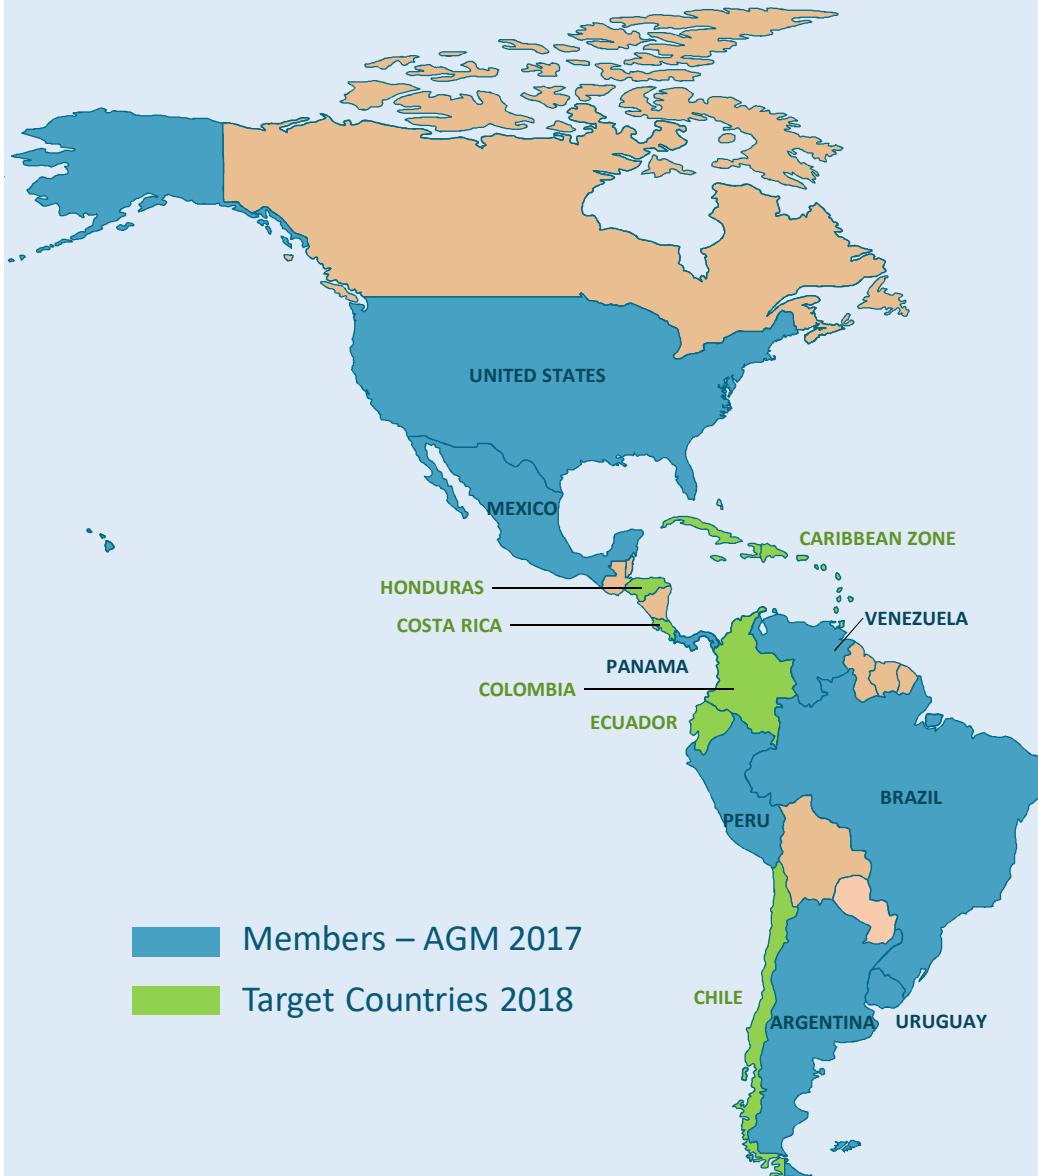 UNITED STATES
MEXICO
CARIBBEAN ZONE
HONDURAS
VENEZUELA
COSTA RICA
PANAMA
COLOMBIA
ECUADOR
BRAZIL
PERU
Members – AGM 2017
Target Countries 2018
CHILE
ARGENTINA
URUGUAY